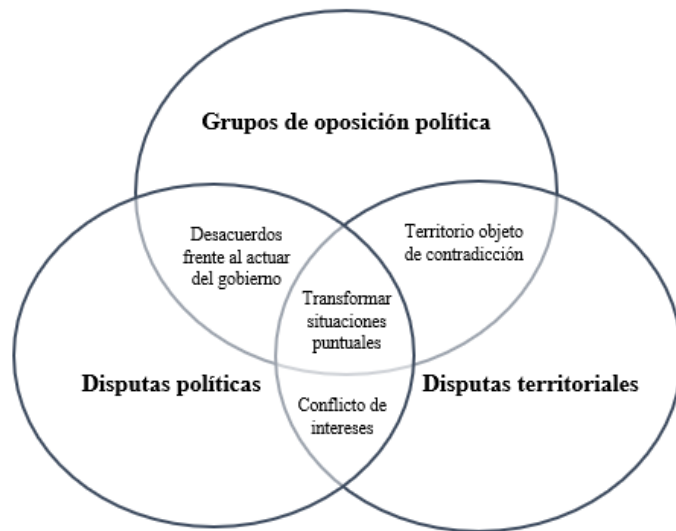 Grupos de oposición política
Desacuerdos
frente al actuar
del gobierno
Territorio objeto
de contradicción
Transformar
situaciones
puntuales
Disputas políticas
Disputas territoriales
Conflicto de
intereses